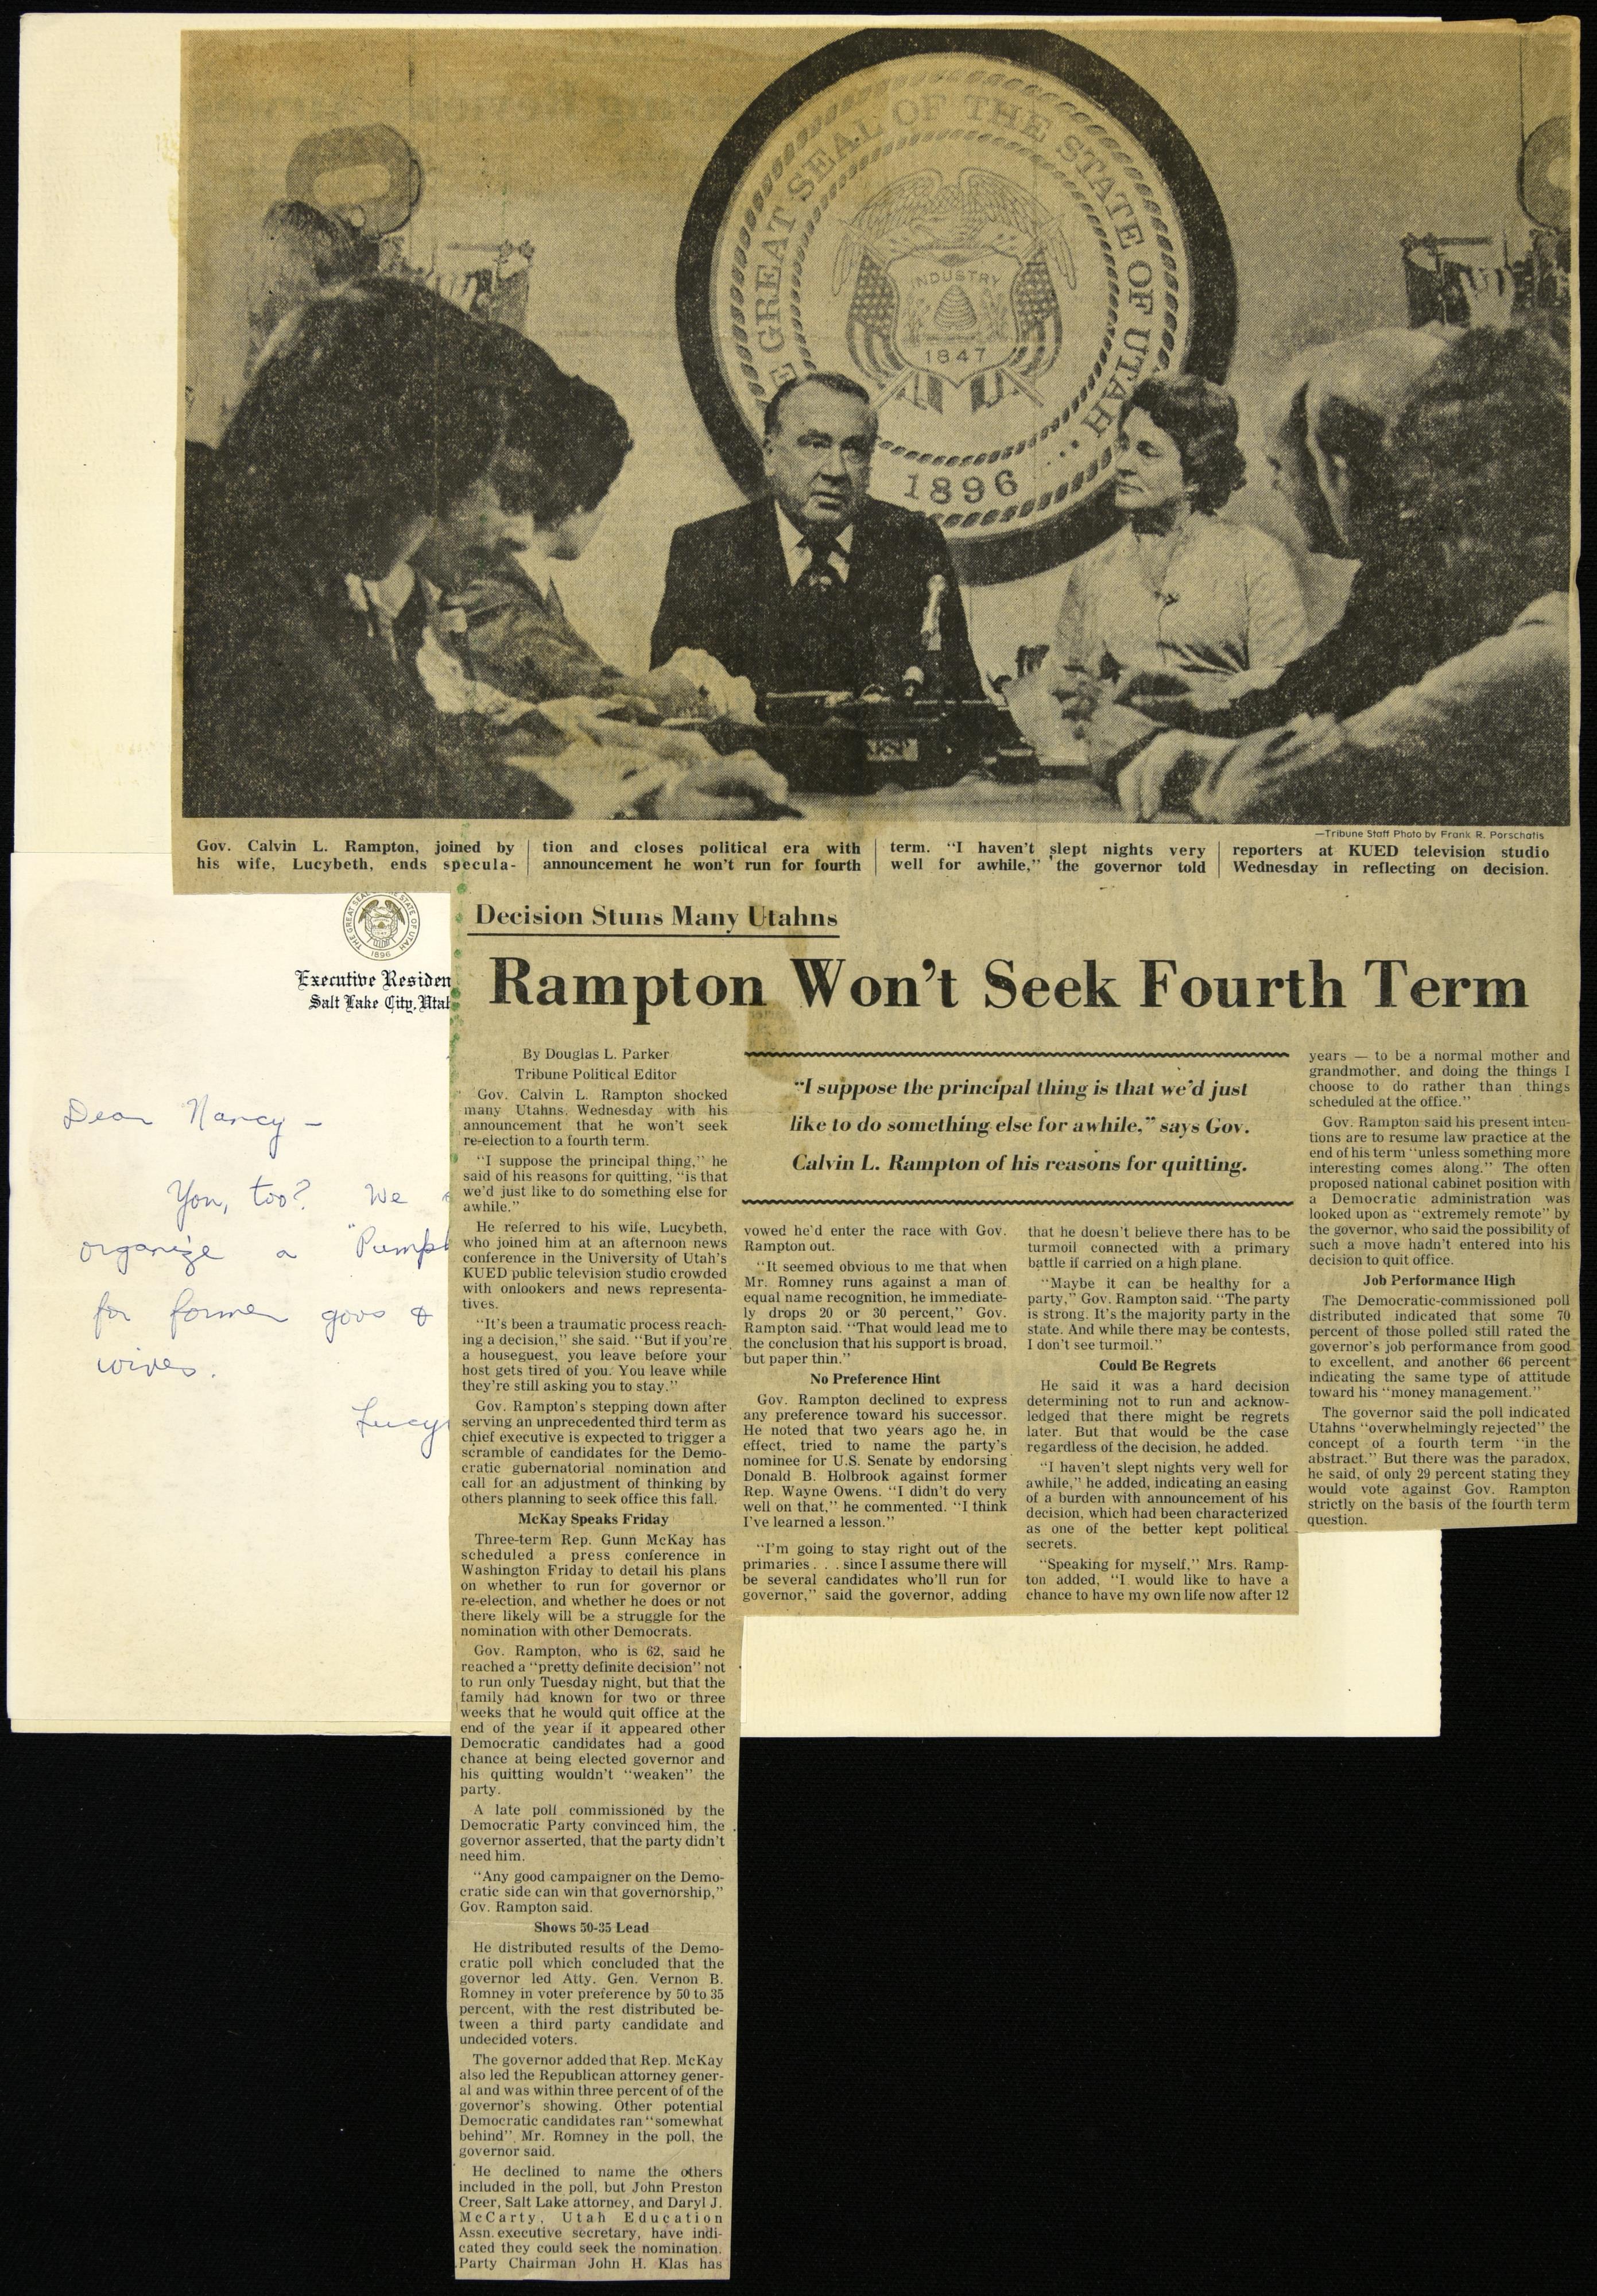 GREAT SEAL OF THE STATE OF UTAH
INDUSTRY
1847
1896
—Tribune Staff Photo by Frank R. Porschatis
Gov. Calvin L. Rampton, joined by
his wife, Lucybeth, ends specula-
tion and closes political era with
announcement he won't run for fourth
term. "I haven't slept nights very
well for awhile," the governor told
reporters at KUED television studio
Wednesday in reflecting on decision.
THE GREAT SEAL OF THE STATE OF UTAH
1896
Executive Residen
Salt Lake City, Utah
Dear Nancy –
You, too? We
organize a "Pump
for former govs &
wives.
Lucy
Decision Stuns Many Utahns
Rampton Won't Seek Fourth Term
By Douglas L. Parker
Tribune Political Editor
Gov. Calvin L. Rampton shocked
many Utahns Wednesday with his
announcement that he won't seek
re-election to a fourth term.
"I suppose the principal thing," he
said of his reasons for quitting, "is that
we'd just like to do something else for
awhile."
He referred to his wife, Lucybeth,
who joined him at an afternoon news
conference in the University of Utah's
KUED public television studio crowded
with onlookers and news representa-
tives.
"It's been a traumatic process reach-
ing a decision," she said. "But if you're
a houseguest, you leave before your
host gets tired of you. You leave while
they're still asking you to stay."
Gov. Rampton's stepping down after
serving an unprecedented third term as
chief executive is expected to trigger a
scramble of candidates for the Demo-
cratic gubernatorial nomination and
call for an adjustment of thinking by
others planning to seek office this fall.
McKay Speaks Friday
Three-term Rep. Gunn McKay has
scheduled a press conference in
Washington Friday to detail his plans
on whether to run for governor or
re-election, and whether he does or not
there likely will be a struggle for the
nomination with other Democrats.
Gov. Rampton, who is 62, said he
reached a "pretty definite decision" not
to run only Tuesday night, but that the
family had known for two or three
weeks that he would quit office at the
end of the year if it appeared other
Democratic candidates had a good
chance at being elected governor and
his quitting wouldn't "weaken" the
party.
A late poll commissioned by the
Democratic Party convinced him, the
governor asserted, that the party didn't
need him.
"Any good campaigner on the Demo-
cratic side can win that governorship,"
Gov. Rampton said.
Shows 50-35 Lead
He distributed results of the Demo-
cratic poll which concluded that the
governor led Atty. Gen. Vernon B.
Romney in voter preference by 50 to 35
percent, with the rest distributed be-
tween a third party candidate and
undecided voters.
The governor added that Rep. McKay
also led the Republican attorney gener-
al and was within three percent of of the
governor's showing. Other potential
Democratic candidates ran "somewhat
behind" Mr. Romney in the poll, the
governor said.
He declined to name the others
included in the poll, but John Preston
Creer, Salt Lake attorney, and Daryl J.
McCarty, Utah Education
Assn. executive secretary, have indi-
cated they could seek the nomination.
Party Chairman John H. Klas has
"I suppose the principal thing is that we'd just
like to do something else for awhile," says Gov.
Calvin L. Rampton of his reasons for quitting.
vowed he'd enter the race with Gov.
Rampton out.
"It seemed obvious to me that when
Mr. Romney runs against a man of
equal name recognition, he immediate-
ly drops 20 or 30 percent," Gov.
Rampton said. "That would lead me to
the conclusion that his support is broad,
but paper thin."
No Preference Hint
Gov. Rampton declined to express
any preference toward his successor.
He noted that two years ago he, in
effect, tried to name the party's
nominee for U.S. Senate by endorsing
Donald B. Holbrook against former
Rep. Wayne Owens. "I didn't do very
well on that," he commented. "I think
I've learned a lesson."
"I'm going to stay right out of the
primaries . . . since I assume there will
be several candidates who'll run for
governor," said the governor, adding
that he doesn't believe there has to be
turmoil connected with a primary
battle if carried on a high plane.
"Maybe it can be healthy for a
party," Gov. Rampton said. "The party
is strong. It's the majority party in the
state. And while there may be contests,
I don't see turmoil."
Could Be Regrets
He said it was a hard decision
determining not to run and acknow-
ledged that there might be regrets
later. But that would be the case
regardless of the decision, he added.
"I haven't slept nights very well for
awhile," he added, indicating an easing
of a burden with announcement of his
decision, which had been characterized
as one of the better kept political
secrets.
"Speaking for myself," Mrs. Ramp-
ton added, "I would like to have a
chance to have my own life now after 12
years — to be a normal mother and
grandmother, and doing the things I
choose to do rather than things
scheduled at the office."
Gov. Rampton said his present inten-
tions are to resume law practice at the
end of his term "unless something more
interesting comes along." The often
proposed national cabinet position with
a Democratic administration was
looked upon as "extremely remote" by
the governor, who said the possibility of
such a move hadn't entered into his
decision to quit office.
Job Performance High
The Democratic-commissioned poll
distributed indicated that some 70
percent of those polled still rated the
governor's job performance from good
to excellent, and another 66 percent
indicating the same type of attitude
toward his "money management."
The governor said the poll indicated
Utahns "overwhelmingly rejected" the
concept of a fourth term "in the
abstract." But there was the paradox,
he said, of only 29 percent stating they
would vote against Gov. Rampton
strictly on the basis of the fourth term
question.